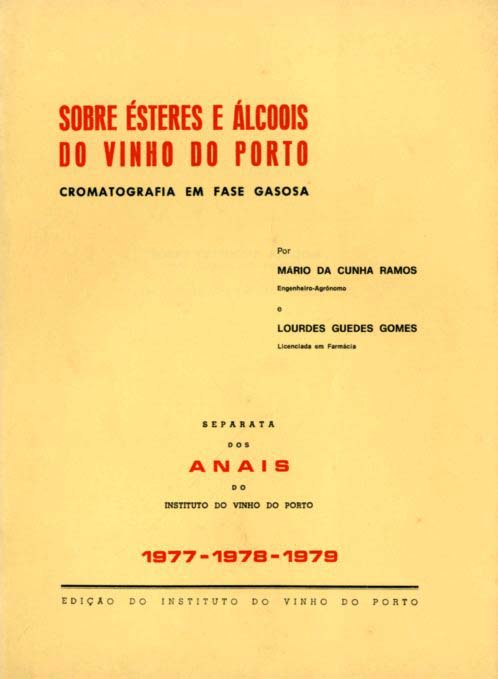 SOBRE ÉSTERES E ÁLCOOIS
DO VINHO DO PORTO
CROMATOGRAFIA EM FASE GASOSA
Por
MÁRIO DA CUNHA RAMOS
Engenheiro-Agrónomo
e
LOURDES GUEDES GOMES
Licenciada em Farmácia
SEPARATA
DOS
ANAIS
DO
INSTITUTO DO VINHO DO PORTO
1977-1978-1979
EDIÇÃO DO INSTITUTO DO VINHO DO PORTO